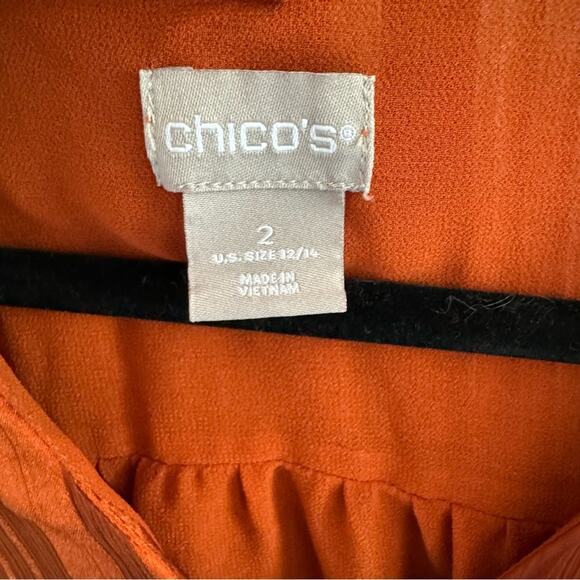 chico's®
2
U.S. SIZE 12/14
MADE IN
VIETNAM